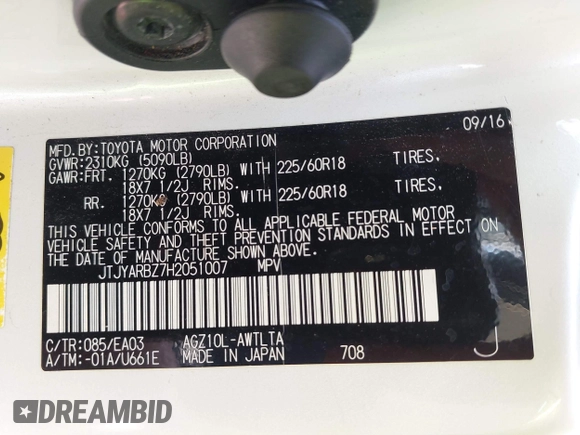 09/16
MFD.BY:TOYOTA MOTOR CORPORATION
GVWR:2310KG (5090LB)
GAWR:FRT. 1270KG (2790LB) WITH 225/60R18 TIRES,
18X7 1/2J RIMS.
RR. 1270KG (2790LB) WITH 225/60R18 TIRES,
18X7 1/2J RIMS.
THIS VEHICLE CONFORMS TO ALL APPLICABLE FEDERAL MOTOR
VEHICLE SAFETY AND THEFT PREVENTION STANDARDS IN EFFECT ON
THE DATE OF MANUFACTURE SHOWN ABOVE.
JTJYARBZ7H2051007 MPV
C/TR:085/EA03 AGZ10L-AWTLTA
A/TM:-01A/U661E MADE IN JAPAN 708 J
DREAMBID